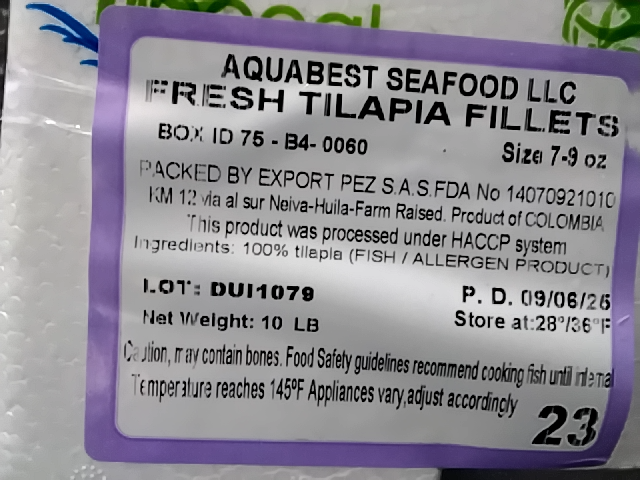 AQUABEST SEAFOOD LLC
FRESH TILAPIA FILLETS
BOX ID 75 - B4- 0060
Size 7-9 oz
PACKED BY EXPORT PEZ S.A.S.FDA No 14070921010
KM 12 via al sur Neiva-Huila-Farm Raised. Product of COLOMBIA
This product was processed under HACCP system
Ingredients: 100% tilapia (FISH / ALLERGEN PRODUCT)
LOT: DUI1079
P. D. 09/06/26
Net Weight: 10 LB
Store at:28°/36°F
Caution, may contain bones. Food Safety guidelines recommend cooking fish until internal
Temperature reaches 145ºF Appliances vary,adjust accordingly
23